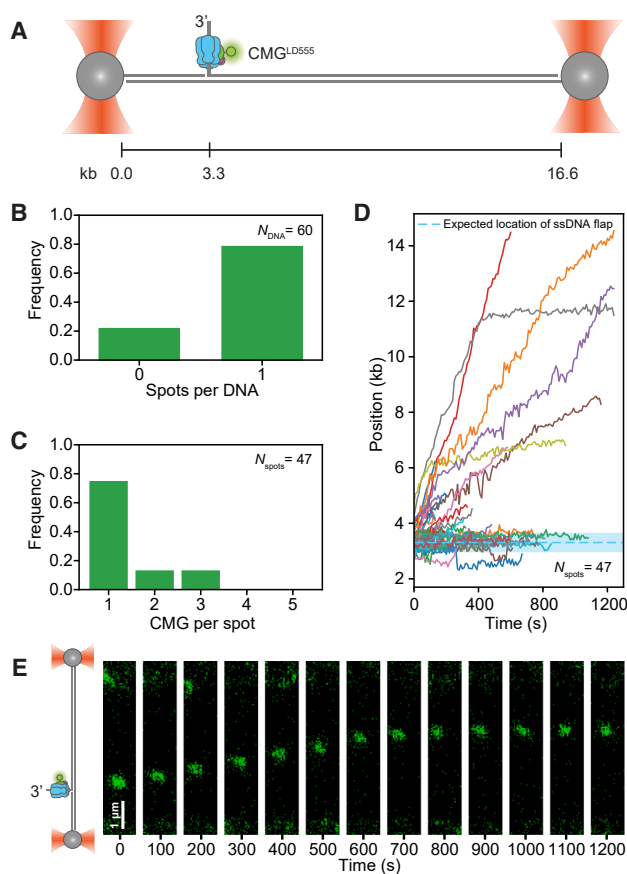 A
3’
CMG^LD555
kb 0.0 3.3 16.6
B
N_DNA = 60
Frequency
1.0
0.8
0.6
0.4
0.2
0.0
0 1
Spots per DNA
C
N_spots = 47
Frequency
1.0
0.8
0.6
0.4
0.2
0.0
1 2 3 4 5
CMG per spot
D
Expected location of ssDNA flap
Position (kb)
14
12
10
8
6
4
2
N_spots = 47
0 400 800 1200
Time (s)
E
3’
1 µm
0 100 200 300 400 500 600 700 800 900 1000 1100 1200
Time (s)